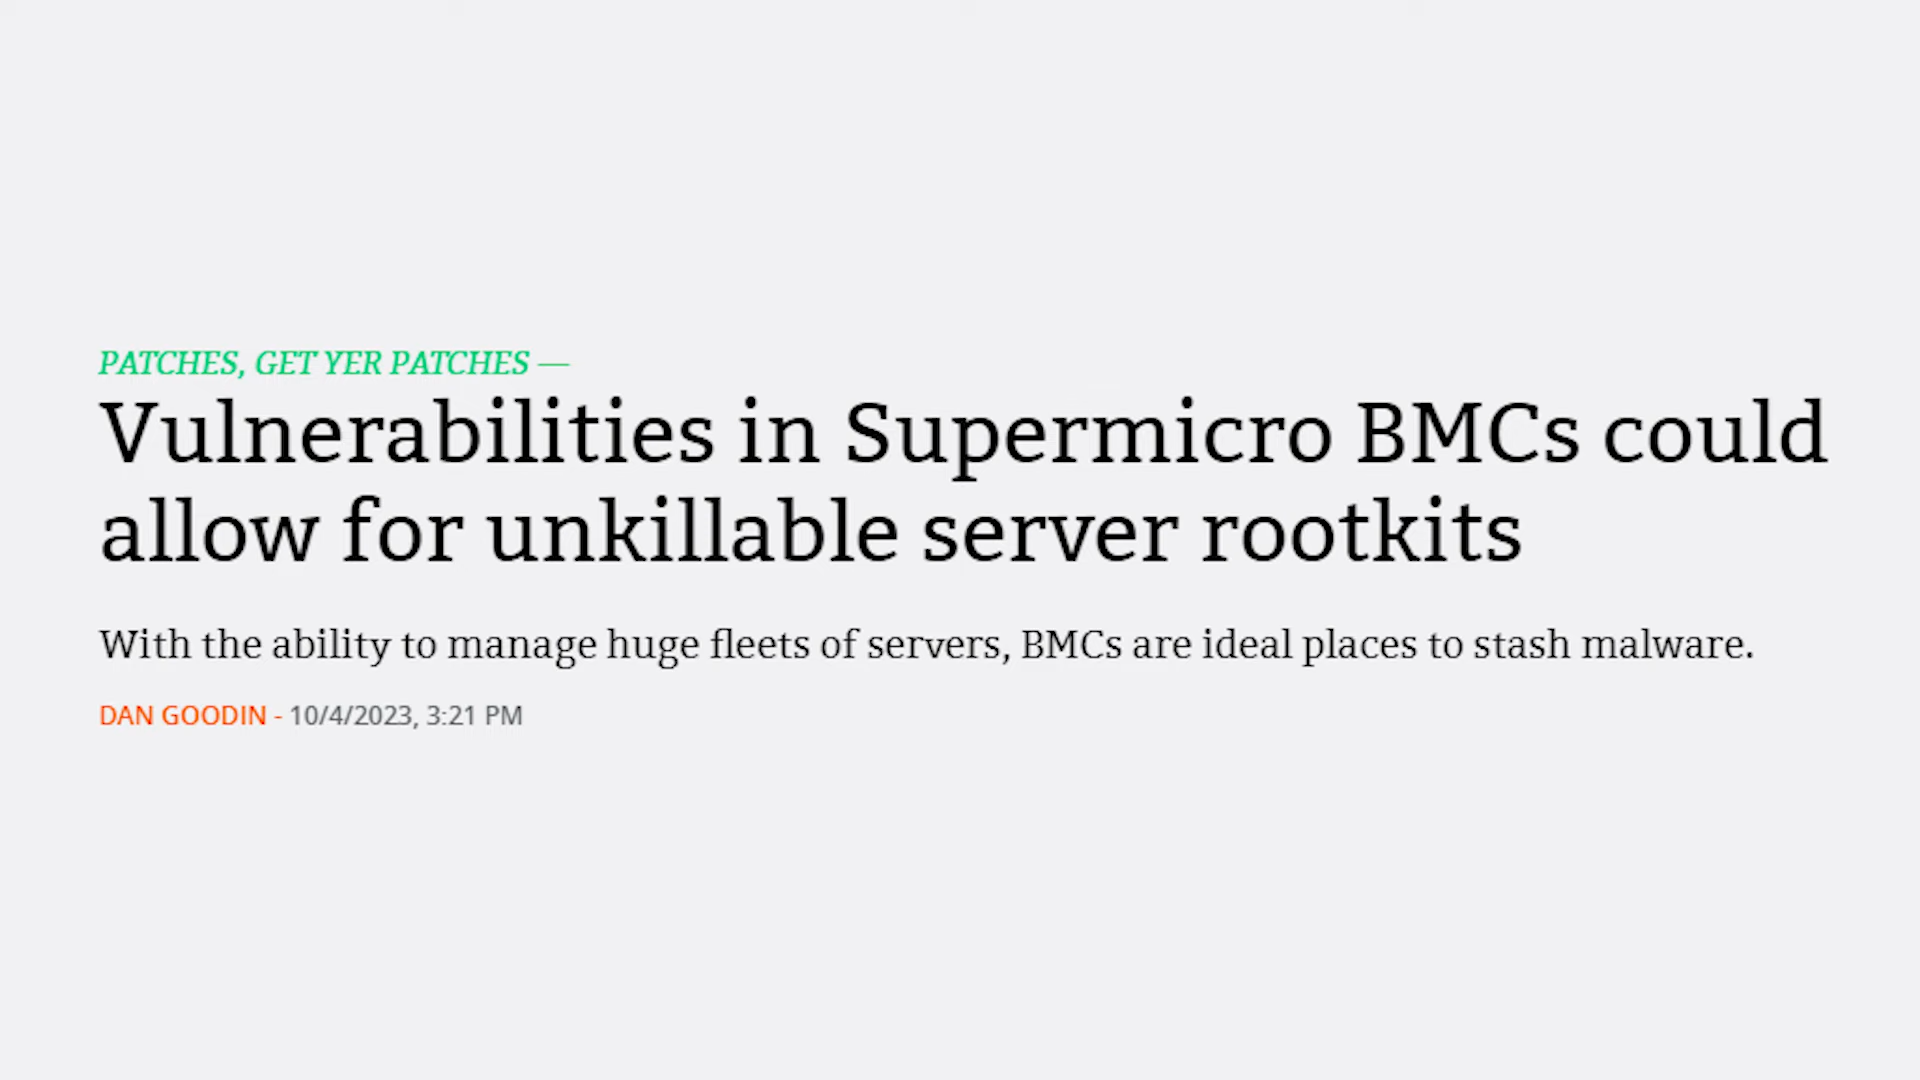 PATCHES, GET YER PATCHES —
Vulnerabilities in Supermicro BMCs could
allow for unkillable server rootkits
With the ability to manage huge fleets of servers, BMCs are ideal places to stash malware.
DAN GOODIN - 10/4/2023, 3:21 PM